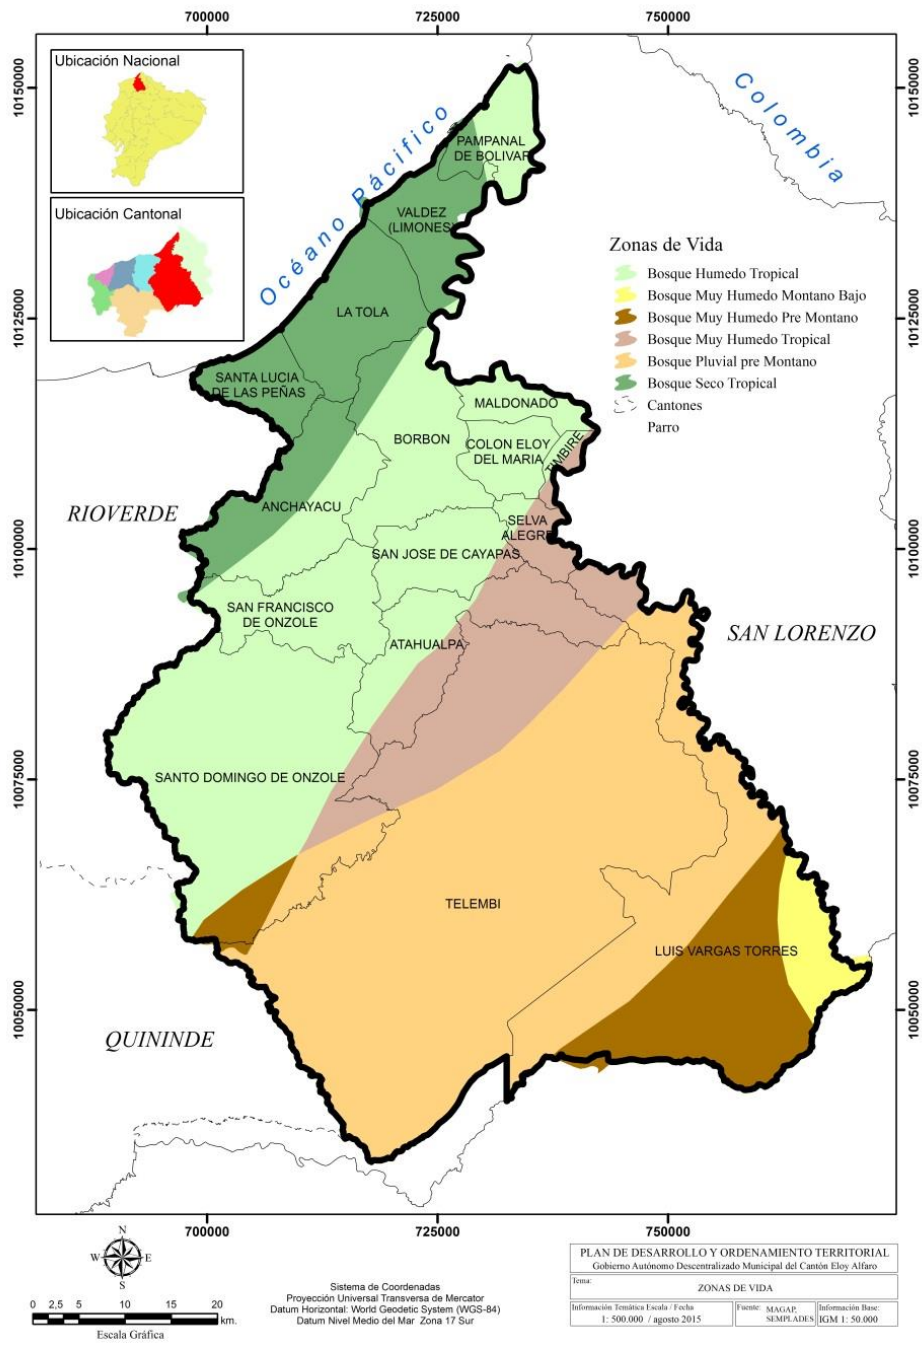 700000
725000
750000
Ubicación Nacional
Ubicación Cantonal
10150000
10125000
10100000
10075000
10050000
10150000
10125000
10100000
10075000
10050000
Océano Pácifico
Colombia
PAMPANAL
DE BOLIVAR
VALDEZ
(LIMONES)
LA TOLA
SANTA LUCIA
DE LAS PEÑAS
Zonas de Vida
Bosque Humedo Tropical
Bosque Muy Humedo Montano Bajo
Bosque Muy Humedo Pre Montano
Bosque Muy Humedo Tropical
Bosque Pluvial pre Montano
Bosque Seco Tropical
Cantones
Parro
MALDONADO
BORBON
COLON ELOY
DEL MARIA
TIMBIRE
RIOVERDE
ANCHAYACU
SELVA
ALEGRE
SAN JOSE DE CAYAPAS
SAN FRANCISCO
DE ONZOLE
ATAHUALPA
SAN LORENZO
SANTO DOMINGO DE ONZOLE
TELEMBI
LUIS VARGAS TORRES
QUININDE
700000
725000
750000
N
W
E
S
0 2,5 5 10 15 20
km.
Escala Gráfica
Sistema de Coordenadas
Proyección Universal Transversa de Mercator
Datum Horizontal: World Geodetic System (WGS-84)
Datum Nivel Medio del Mar Zona 17 Sur
PLAN DE DESARROLLO Y ORDENAMIENTO TERRITORIAL
Gobierno Autónomo Descentralizado Municipal del Cantón Eloy Alfaro
Tema:
ZONAS DE VIDA
Información Temática Escala / Fecha
1: 500.000 / agosto 2015
Fuente: MAGAP,
SEMPLADES
Información Base:
IGM 1: 50.000